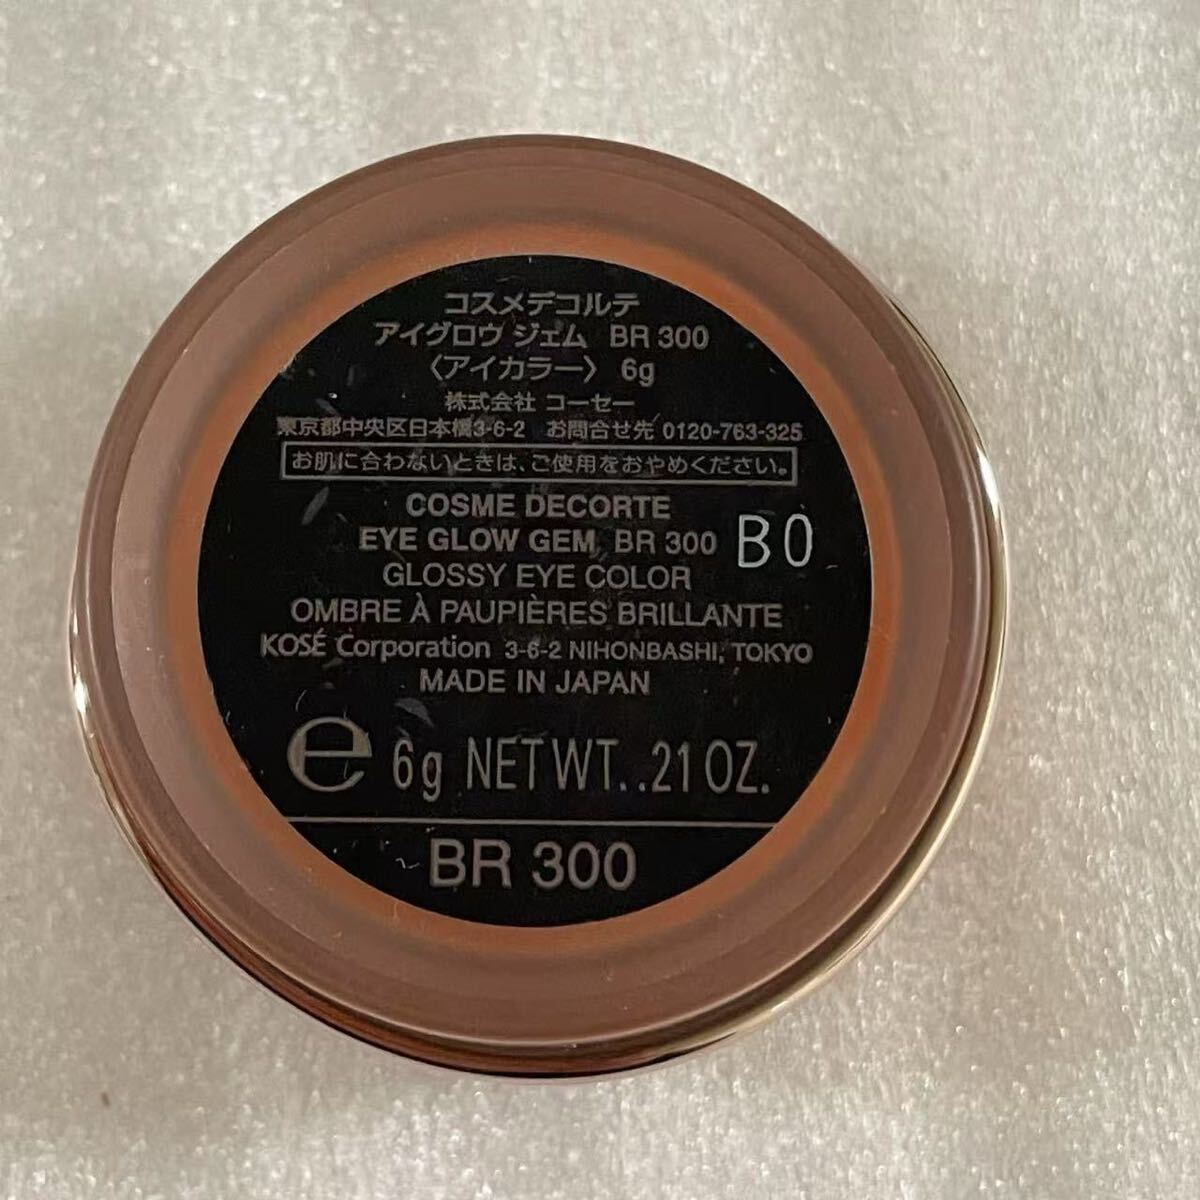 コスメデコルテ
アイグロウ ジェム BR 300
〈アイカラー〉 6g
株式会社 コーセー
東京都中央区日本橋3-6-2 お問合せ先 0120-763-325
お肌に合わないときは、ご使用をおやめください。
COSME DECORTE
EYE GLOW GEM BR 300 B0
GLOSSY EYE COLOR
OMBRE À PAUPIÈRES BRILLANTE
KOSÉ Corporation 3-6-2 NIHONBASHI, TOKYO
MADE IN JAPAN
℮ 6g NET WT. .21 OZ.
BR 300